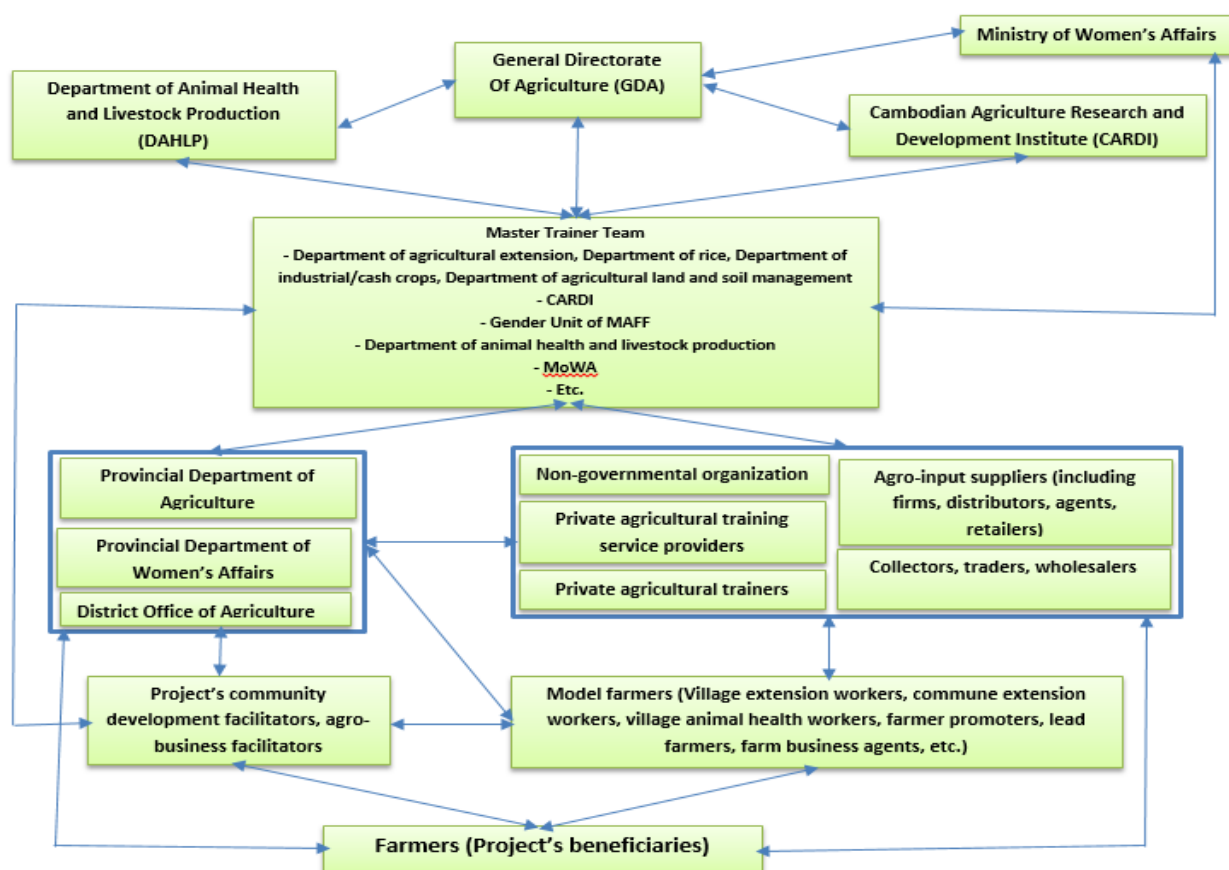 Ministry of Women's Affairs
General Directorate
Of Agriculture (GDA)
Department of Animal Health
and Livestock Production
(DAHLP)
Cambodian Agriculture Research and
Development Institute (CARDI)
Master Trainer Team
- Department of agricultural extension, Department of rice, Department of
industrial/cash crops, Department of agricultural land and soil management
- CARDI
- Gender Unit of MAFF
- Department of animal health and livestock production
- MoWA
- Etc.
Provincial Department of
Agriculture
Provincial Department of
Women's Affairs
District Office of Agriculture
Non-governmental organization
Private agricultural training
service providers
Private agricultural trainers
Agro-input suppliers (including
firms, distributors, agents,
retailers)
Collectors, traders, wholesalers
Project's community
development facilitators, agro-
business facilitators
Model farmers (Village extension workers, commune extension
workers, village animal health workers, farmer promoters, lead
farmers, farm business agents, etc.)
Farmers (Project's beneficiaries)